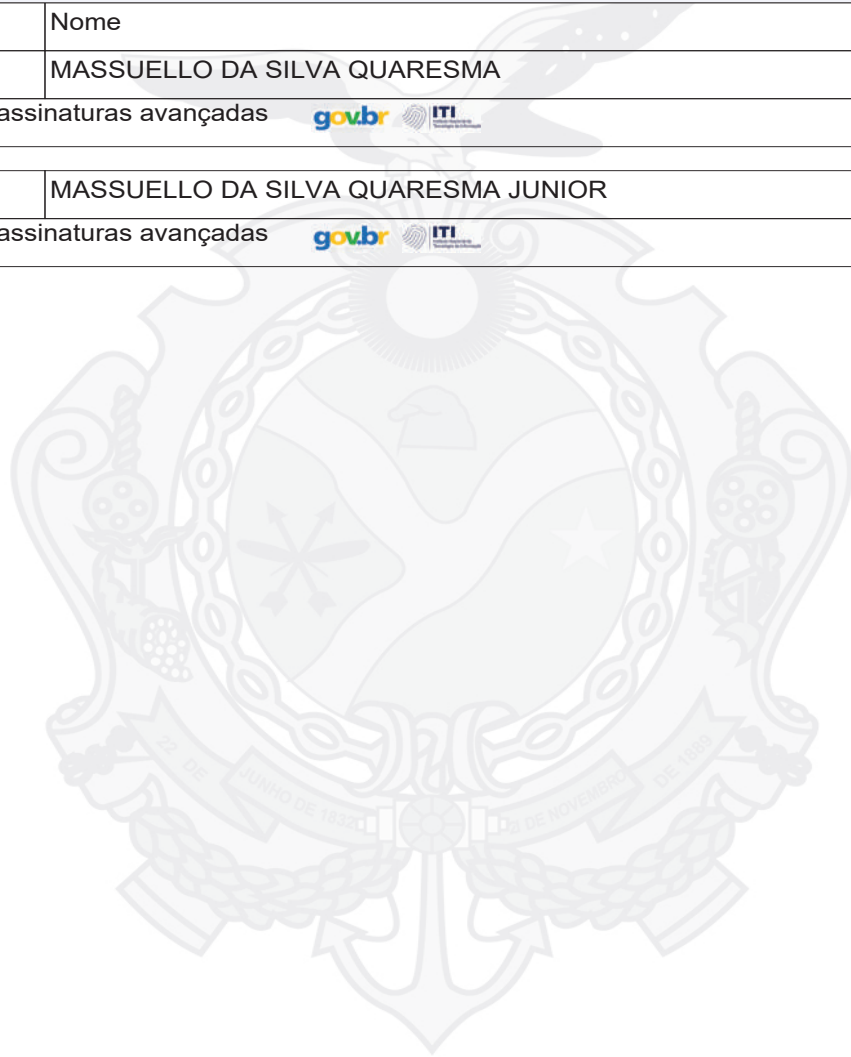 Nome
MASSUELLO DA SILVA QUARESMA
assinaturas avançadas gov.br ITI
MASSUELLO DA SILVA QUARESMA JUNIOR
assinaturas avançadas gov.br ITI
22 DE JUNHO DE 1832 21 DE NOVEMBRO DE 1889